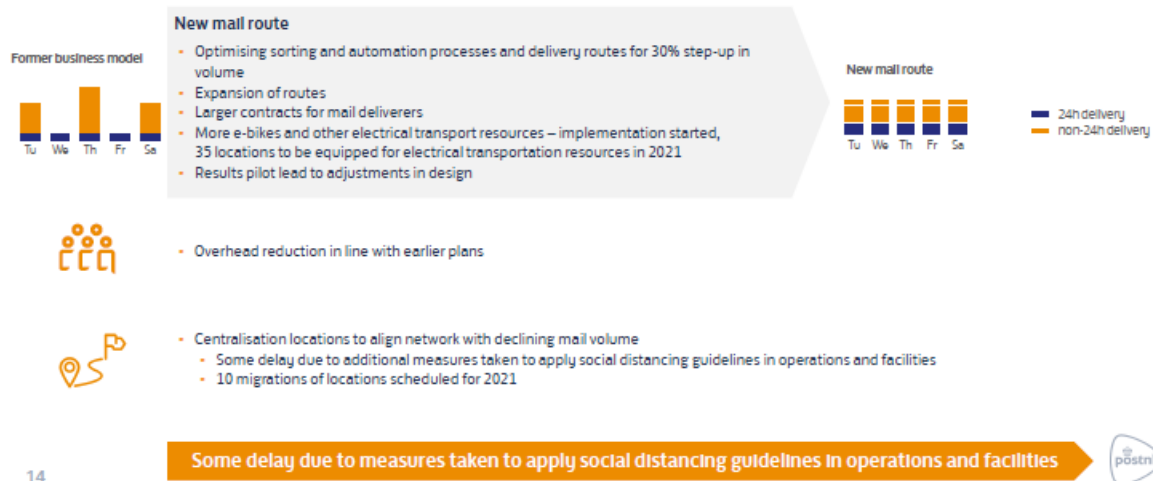 New mail route
Former business model
• Optimising sorting and automation processes and delivery routes for 30% step-up in
volume
• Expansion of routes
• Larger contracts for mail deliverers
• More e-bikes and other electrical transport resources – implementation started,
35 locations to be equipped for electrical transportation resources in 2021
• Results pilot lead to adjustments in design
Tu We Th Fr Sa
New mail route
Tu We Th Fr Sa
24h delivery
non-24h delivery
• Overhead reduction in line with earlier plans
• Centralisation locations to align network with declining mail volume
• Some delay due to additional measures taken to apply social distancing guidelines in operations and facilities
• 10 migrations of locations scheduled for 2021
Some delay due to measures taken to apply social distancing guidelines in operations and facilities
14